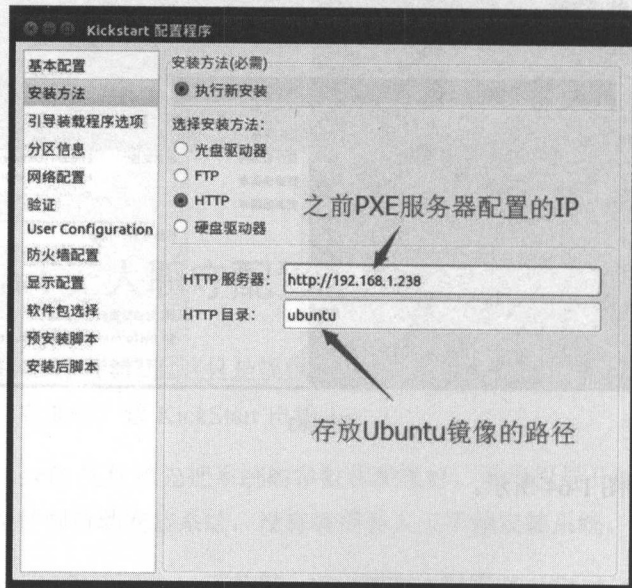 Kickstart 配置程序
基本配置
安装方法
引导装载程序选项
分区信息
网络配置
验证
User Configuration
防火墙配置
显示配置
软件包选择
预安装脚本
安装后脚本
安装方法(必需)
执行新安装
选择安装方法：
光盘驱动器
FTP
HTTP
硬盘驱动器
之前PXE服务器配置的IP
HTTP 服务器： http://192.168.1.238
HTTP 目录： ubuntu
存放Ubuntu镜像的路径